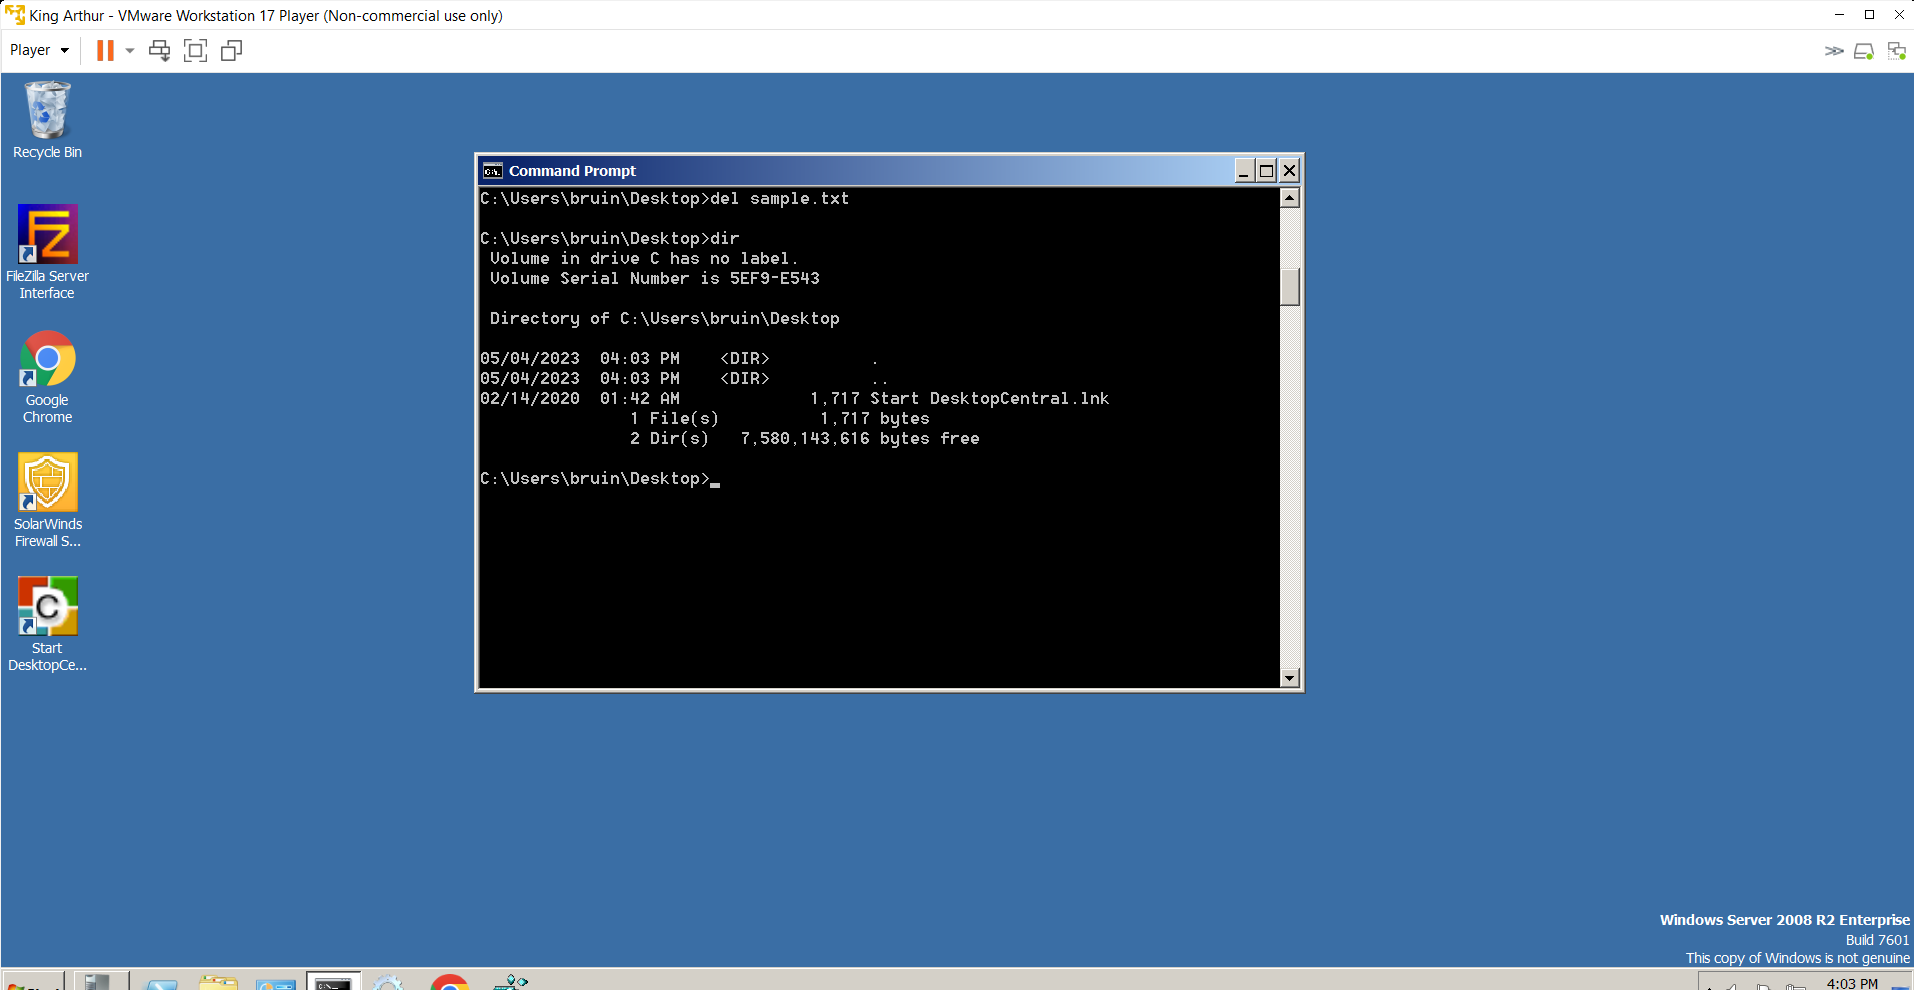 King Arthur - VMware Workstation 17 Player (Non-commercial use only)
Player
Recycle Bin
FileZilla Server
Interface
Google
Chrome
SolarWinds
Firewall S...
Start
DesktopCe...
Command Prompt
C:\Users\bruin\Desktop>del sample.txt
C:\Users\bruin\Desktop>dir
Volume in drive C has no label.
Volume Serial Number is 5EF9-E543
Directory of C:\Users\bruin\Desktop
05/04/2023  04:03 PM    <DIR>          .
05/04/2023  04:03 PM    <DIR>          ..
02/14/2020  01:42 AM             1,717 Start DesktopCentral.lnk
1 File(s)          1,717 bytes
2 Dir(s)   7,580,143,616 bytes free
C:\Users\bruin\Desktop>_
Windows Server 2008 R2 Enterprise
Build 7601
This copy of Windows is not genuine
4:03 PM